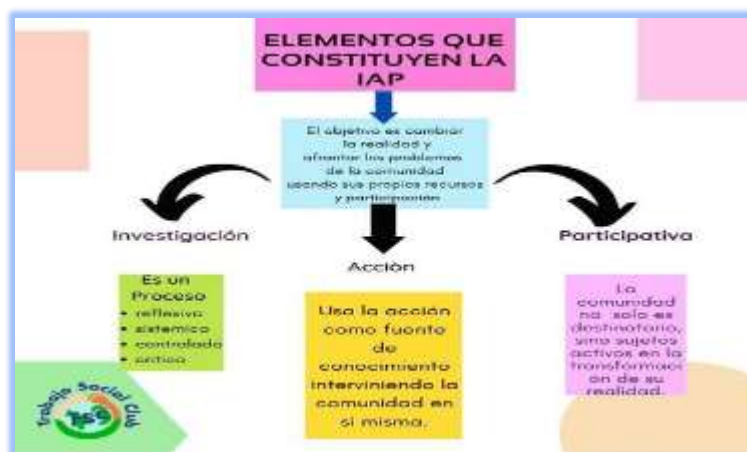 ELEMENTOS QUE
CONSTITUYEN LA
IAP
El objetivo es cambiar
la realidad y
afrontar los problemas
de la comunidad
usando sus propios recursos
y participación
Investigación
Acción
Participativa
Es un
Proceso
• reflexivo
• sistemico
• controlado
• critico
Usa la acción
como fuente
de
conocimiento
interviniendo la
comunidad en
si misma.
La
comunidad
no solo es
destinatario,
sino sujetos
activos en la
transformaci
ón de su
realidad.
Trabajo Social Club
TSC